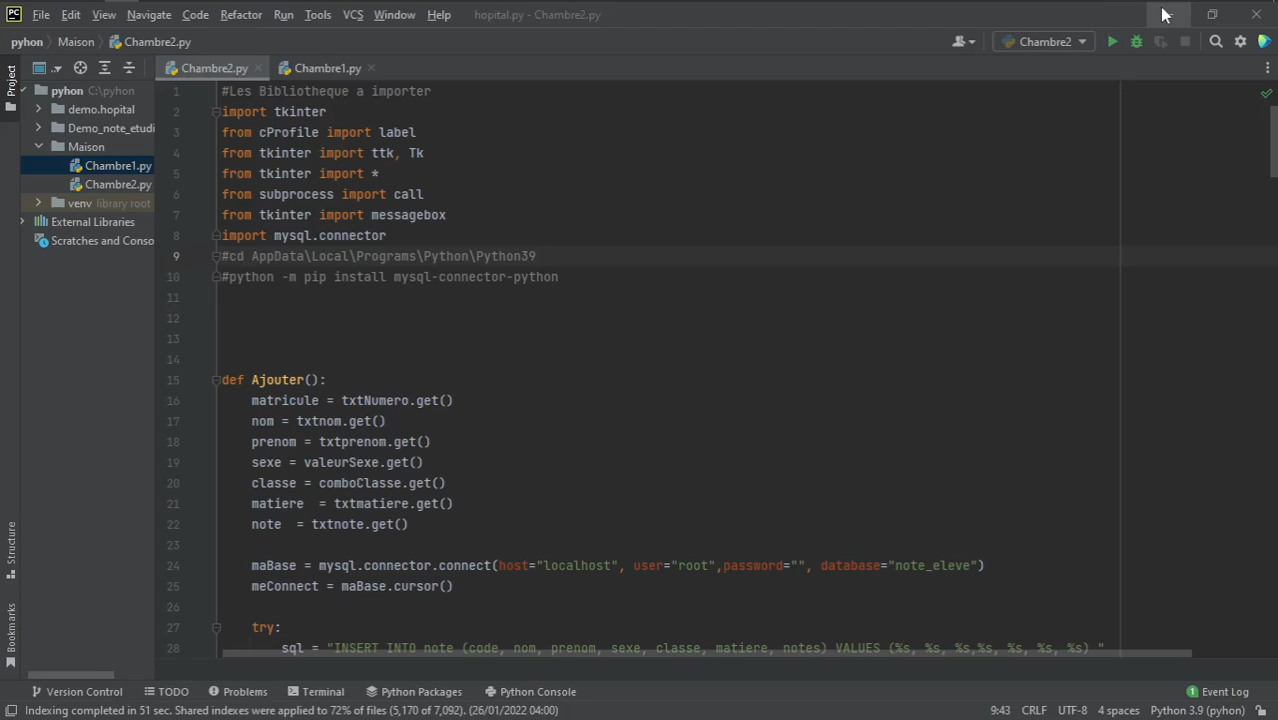 PC File Edit View Navigate Code Refactor Run Tools VCS Window Help hopital.py - Chambre2.py
pyhon Maison Chambre2.py Chambre2
Project
Chambre2.py Chambre1.py
pyhon C:\pyhon
demo.hopital
Demo_note_etudi
Maison
Chambre1.py
Chambre2.py
venv library root
External Libraries
Scratches and Conso
1 #Les Bibliotheque a importer
2 import tkinter
3 from cProfile import label
4 from tkinter import ttk, Tk
5 from tkinter import *
6 from subprocess import call
7 from tkinter import messagebox
8 import mysql.connector
9 #cd AppData\Local\Programs\Python\Python39
10 #python -m pip install mysql-connector-python
11
12
13
14
15 def Ajouter():
16 matricule = txtNumero.get()
17 nom = txtnom.get()
18 prenom = txtprenom.get()
19 sexe = valeurSexe.get()
20 classe = comboClasse.get()
21 matiere  = txtmatiere.get()
22 note  = txtnote.get()
23
24 maBase = mysql.connector.connect(host="localhost", user="root",password="", database="note_eleve")
25 meConnect = maBase.cursor()
26
27 try:
28 sql = "INSERT INTO note (code, nom, prenom, sexe, classe, matiere, notes) VALUES (%s, %s, %s,%s, %s, %s, %s) "
Structure
Bookmarks
Version Control TODO Problems Terminal Python Packages Python Console 1 Event Log
Indexing completed in 51 sec. Shared indexes were applied to 72% of files (5,170 of 7,092). (26/01/2022 04:00) 9:43 CRLF UTF-8 4 spaces Python 3.9 (pyhon)